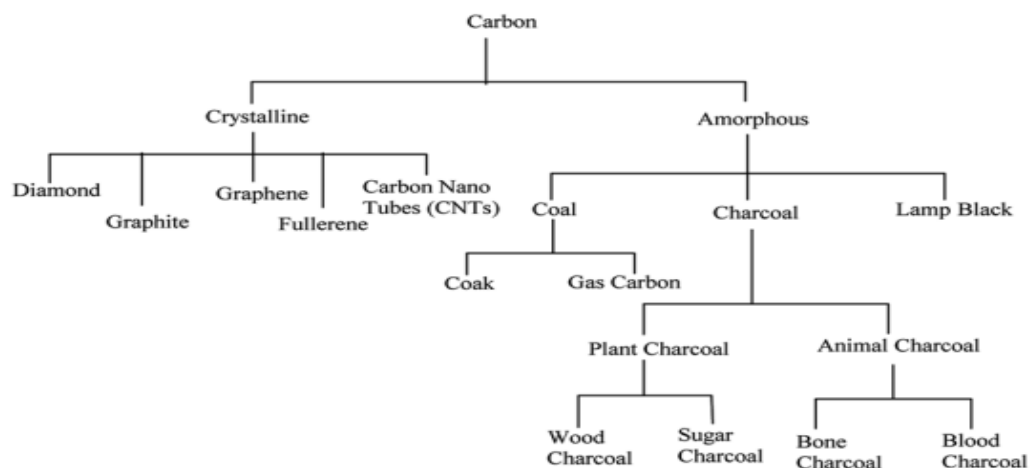 Carbon
Crystalline
Amorphous
Diamond
Graphite
Graphene
Fullerene
Carbon Nano
Tubes (CNTs)
Coal
Charcoal
Lamp Black
Coak
Gas Carbon
Plant Charcoal
Animal Charcoal
Wood
Charcoal
Sugar
Charcoal
Bone
Charcoal
Blood
Charcoal